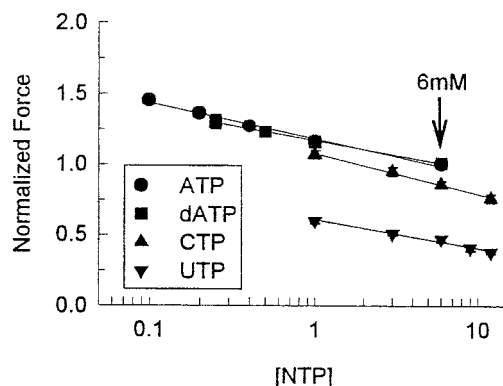 2.0
1.5
1.0
0.5
0.0
Normalized Force
6mM
ATP
dATP
CTP
UTP
0.1
1
10
[NTP]